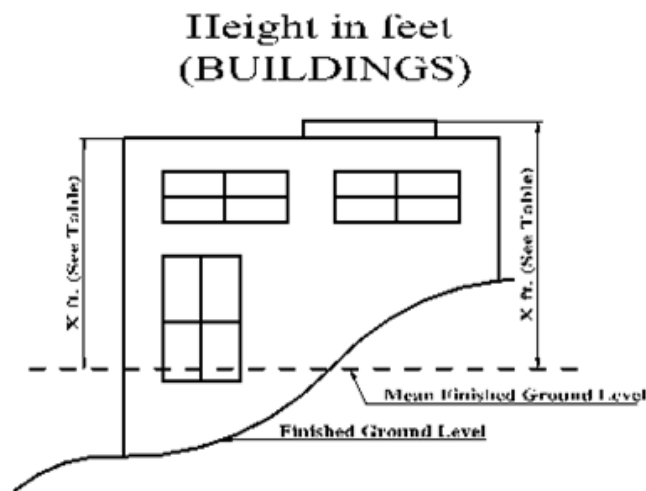 Height in feet
(BUILDINGS)
X ft. (See Table)
X ft. (See Table)
Mean Finished Ground Level
Finished Ground Level